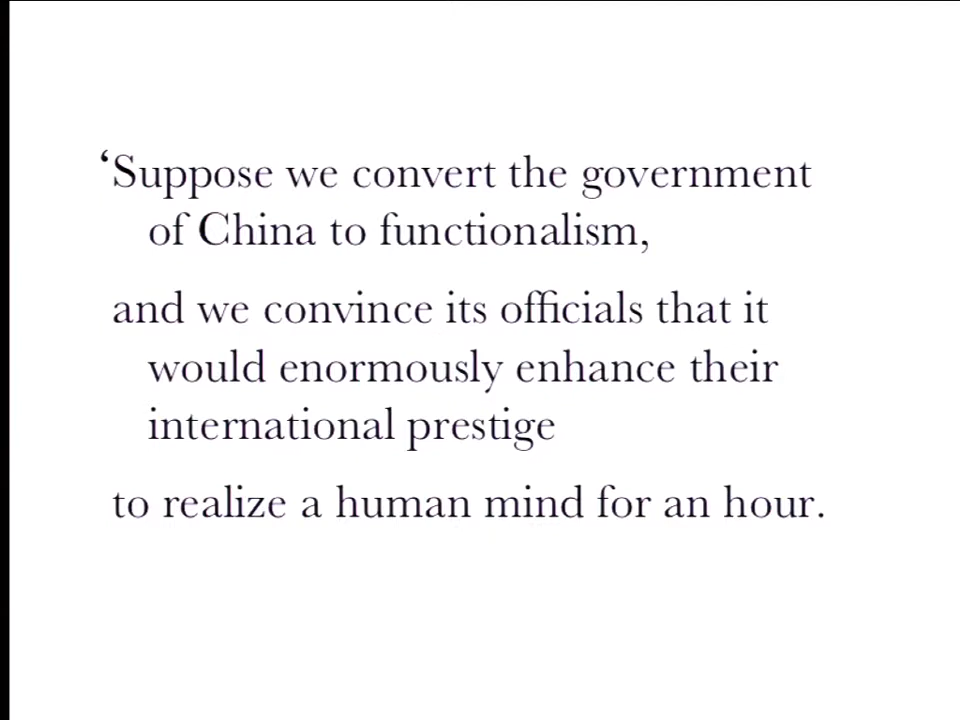 ‘Suppose we convert the government
of China to functionalism,
and we convince its officials that it
would enormously enhance their
international prestige
to realize a human mind for an hour.